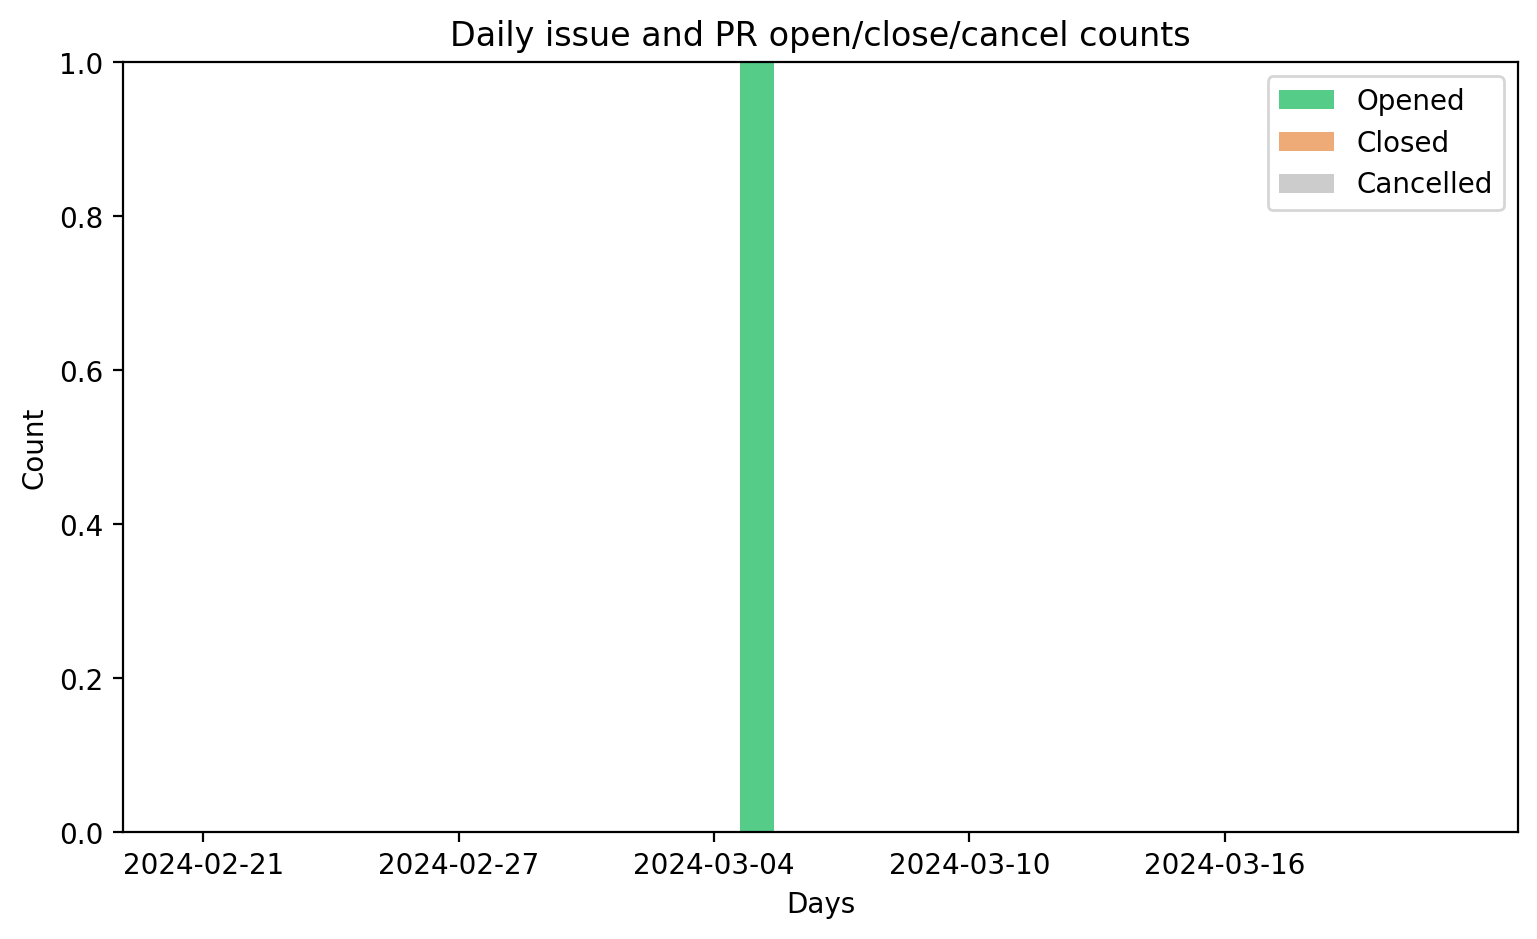 Daily issue and PR open/close/cancel counts
1.0
0.8
0.6
0.4
0.2
0.0
Count
Opened
Closed
Cancelled
2024-02-21
2024-02-27
2024-03-04
2024-03-10
2024-03-16
Days